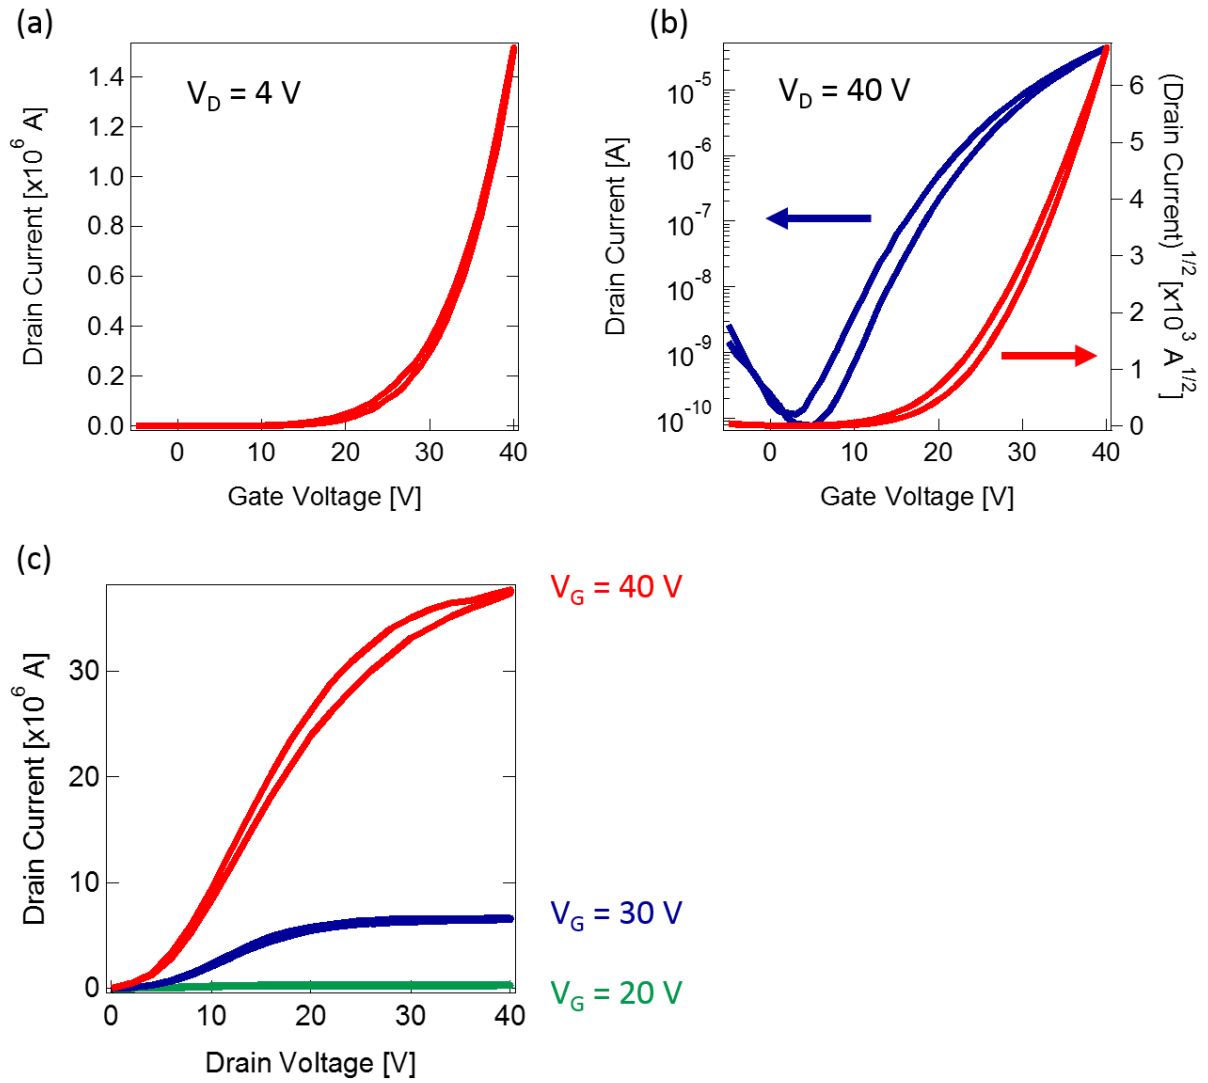 (a)
V_D = 4 V
Drain Current [x10^6 A]
1.4
1.2
1.0
0.8
0.6
0.4
0.2
0.0
0 10 20 30 40
Gate Voltage [V]
(b)
V_D = 40 V
Drain Current [A]
10^-5
10^-6
10^-7
10^-8
10^-9
10^-10
(Drain Current)^1/2 [x10^3 A^1/2]
6
5
4
3
2
1
0
0 10 20 30 40
Gate Voltage [V]
(c)
Drain Current [x10^6 A]
30
20
10
0
0 10 20 30 40
Drain Voltage [V]
V_G = 40 V
V_G = 30 V
V_G = 20 V